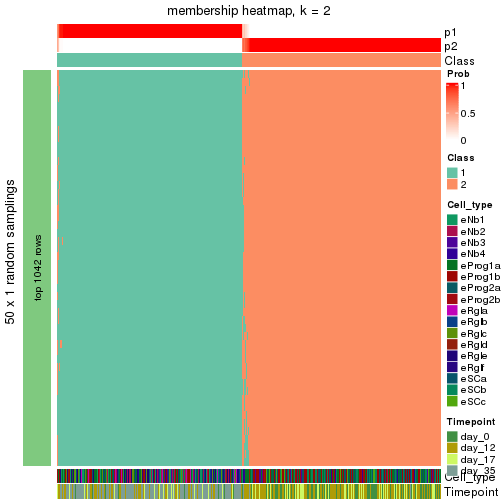 membership heatmap, k = 2
p1
p2
Class
50 x 1 random samplings
top 1042 rows
Prob
1
0.5
0
Class
1
2
Cell_type
eNb1
eNb2
eNb3
eNb4
eProg1a
eProg1b
eProg2a
eProg2b
eRgla
eRglb
eRglc
eRgld
eRgle
eRglf
eSCa
eSCb
eSCc
Timepoint
day_0
day_12
day_17
day_35
Cell_type
Timepoint